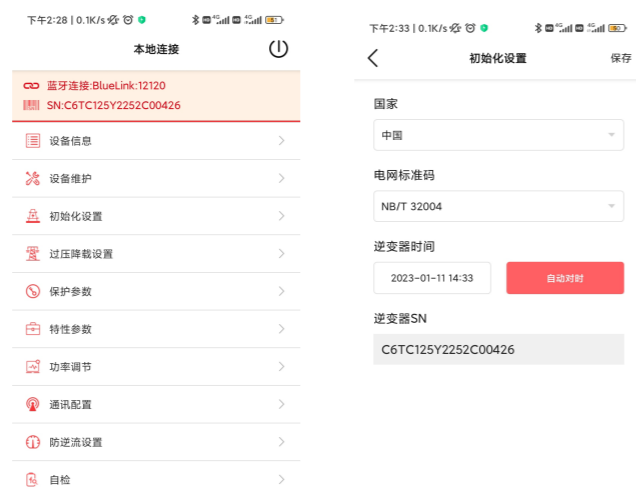 下午2:28 | 0.1K/s
本地连接
蓝牙连接:BlueLink:12120
SN:C6TC125Y2252C00426
设备信息
设备维护
初始化设置
过压降载设置
保护参数
特性参数
功率调节
通讯配置
防逆流设置
自检
下午2:33 | 0.1K/s
初始化设置
保存
国家
中国
电网标准码
NB/T 32004
逆变器时间
2023-01-11 14:33
自动对时
逆变器SN
C6TC125Y2252C00426